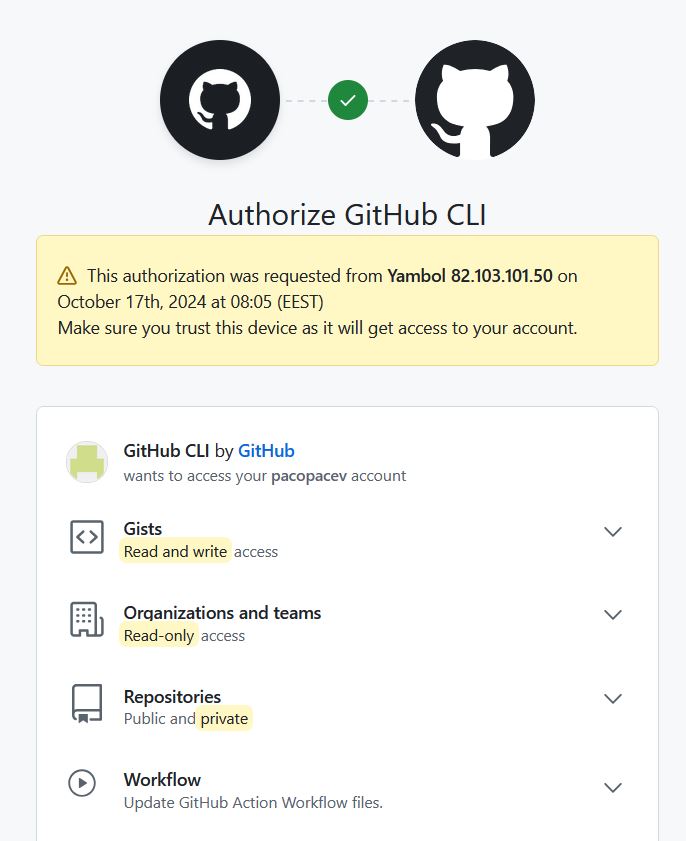 Authorize GitHub CLI
This authorization was requested from Yambol 82.103.101.50 on
October 17th, 2024 at 08:05 (EEST)
Make sure you trust this device as it will get access to your account.
GitHub CLI by GitHub
wants to access your pacopacev account
Gists
Read and write access
Organizations and teams
Read-only access
Repositories
Public and private
Workflow
Update GitHub Action Workflow files.